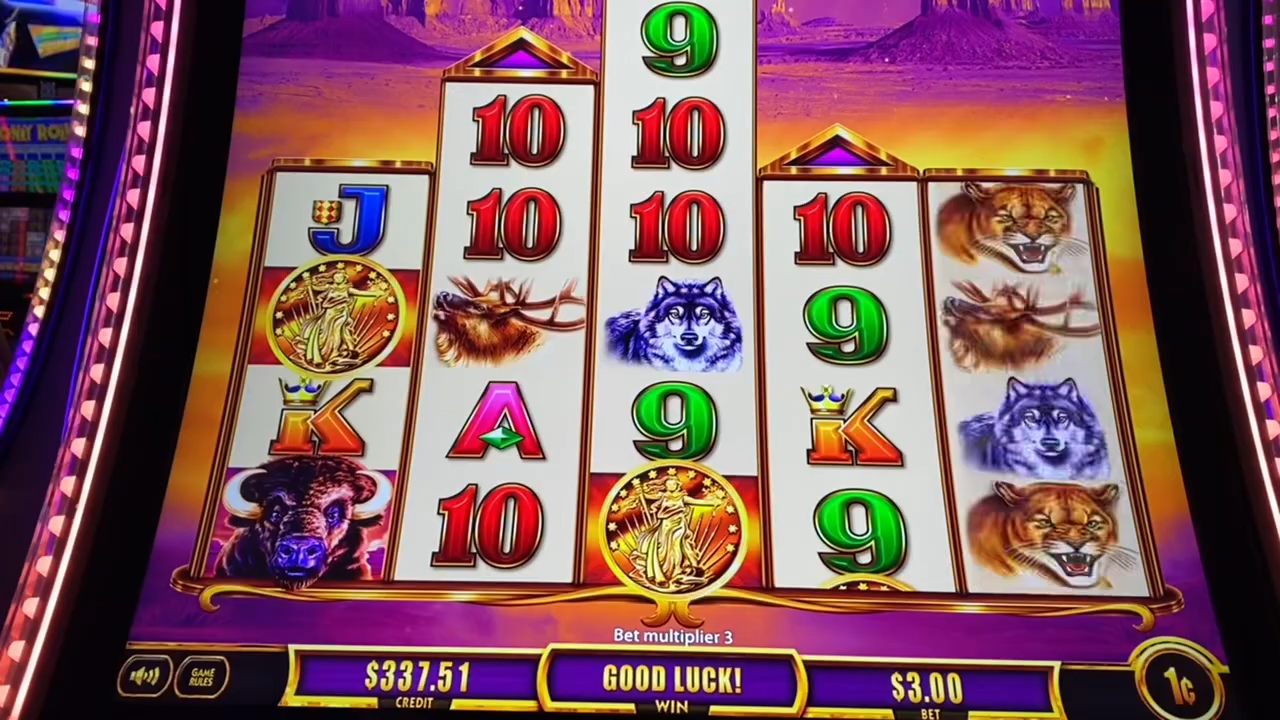 9
10
10
10
10
10
J
9
K
A
9
K
10
9
Bet multiplier 3
$337.51
CREDIT
GOOD LUCK!
WIN
$3.00
BET
1¢
GAME
RULES